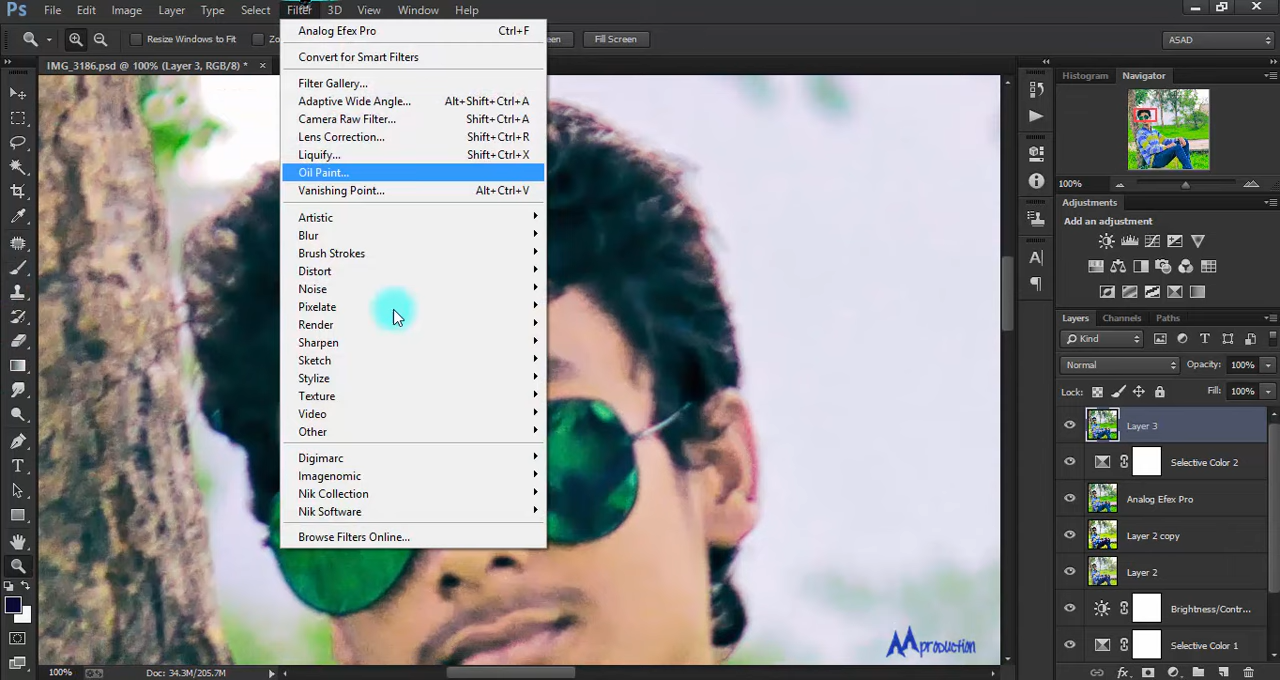 Ps File Edit Image Layer Type Select Filter 3D View Window Help
Resize Windows to Fit Fill Screen ASAD
IMG_3186.psd @ 100% (Layer 3, RGB/8) *
Analog Efex Pro Ctrl+F
Convert for Smart Filters
Filter Gallery...
Adaptive Wide Angle... Alt+Shift+Ctrl+A
Camera Raw Filter... Shift+Ctrl+A
Lens Correction... Shift+Ctrl+R
Liquify... Shift+Ctrl+X
Oil Paint...
Vanishing Point... Alt+Ctrl+V
Artistic
Blur
Brush Strokes
Distort
Noise
Pixelate
Render
Sharpen
Sketch
Stylize
Texture
Video
Other
Digimarc
Imagenomic
Nik Collection
Nik Software
Browse Filters Online...
Histogram Navigator
100%
Adjustments
Add an adjustment
Layers Channels Paths
Kind
Normal Opacity: 100%
Lock: Fill: 100%
Layer 3
Selective Color 2
Analog Efex Pro
Layer 2 copy
Layer 2
Brightness/Contr...
Selective Color 1
AA production
100% Doc: 34.3M/205.7M